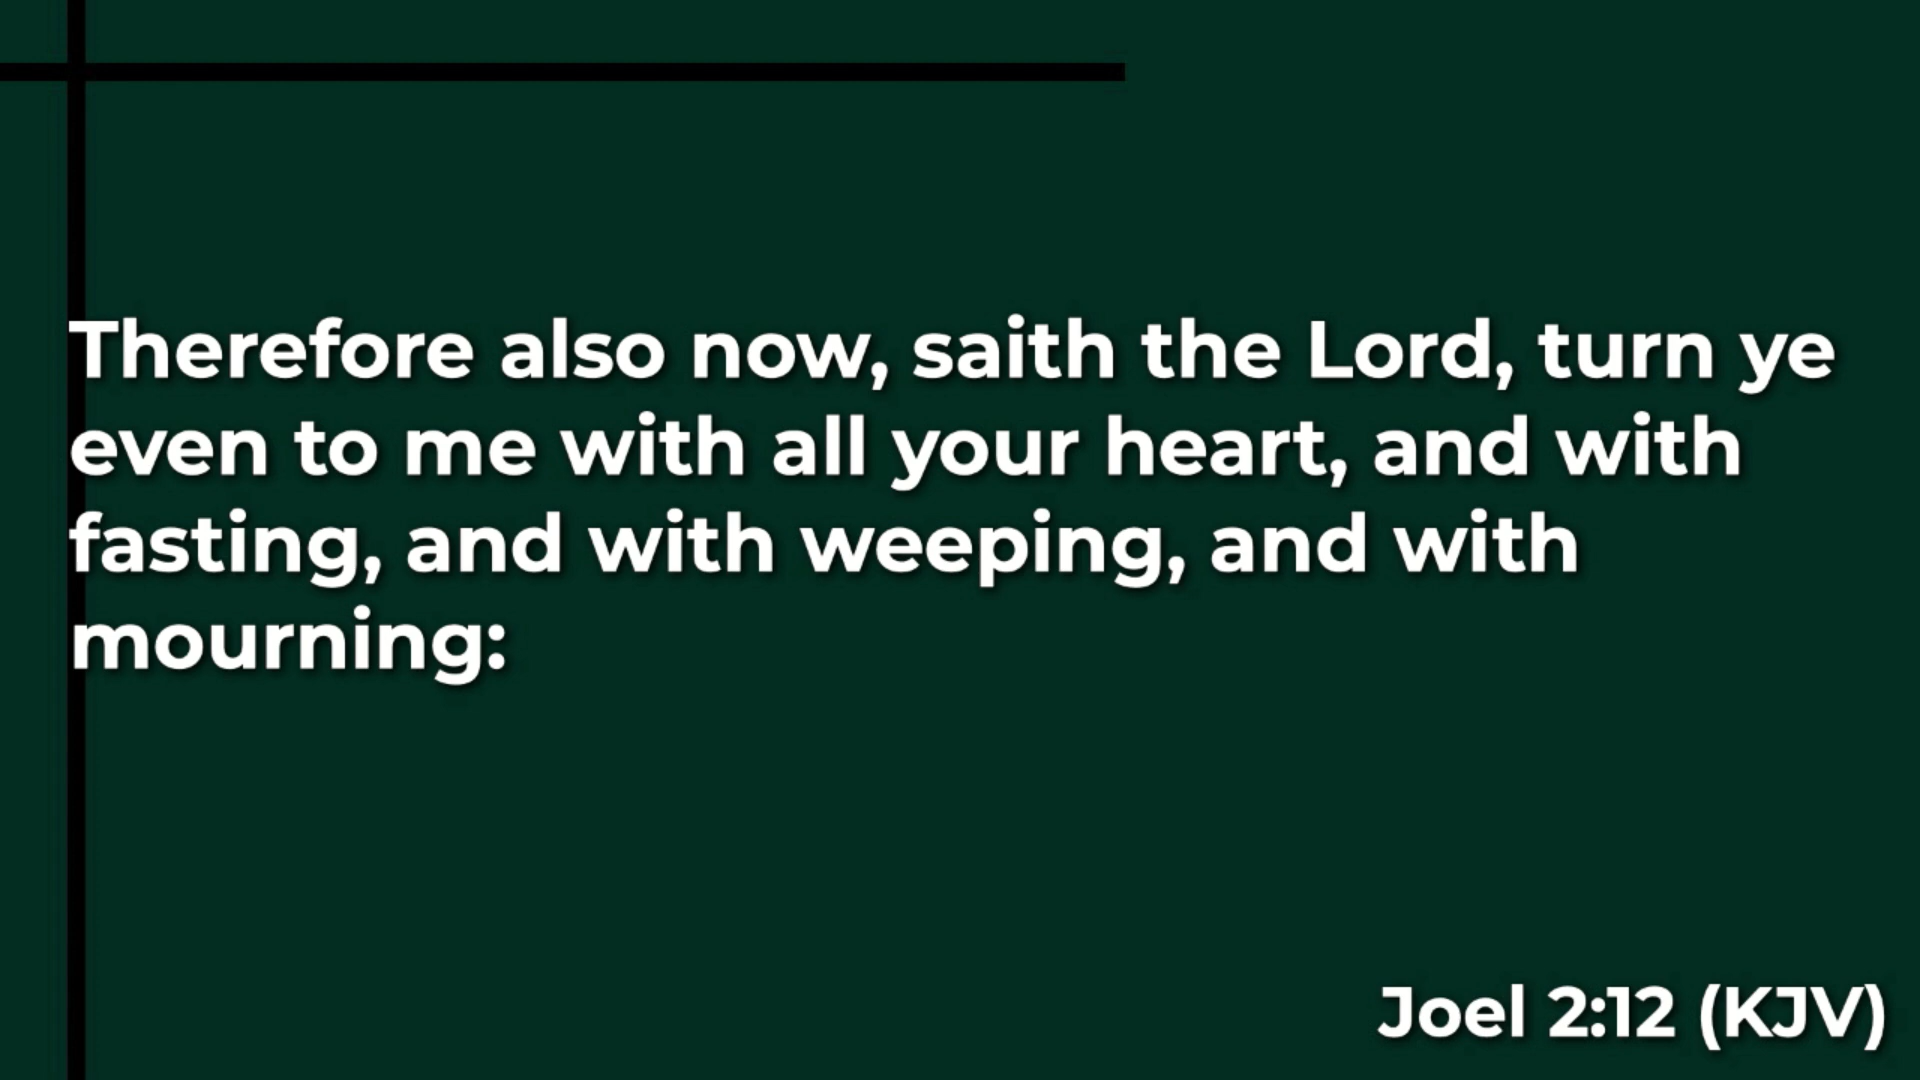 Therefore also now, saith the Lord, turn ye
even to me with all your heart, and with
fasting, and with weeping, and with
mourning:
Joel 2:12 (KJV)